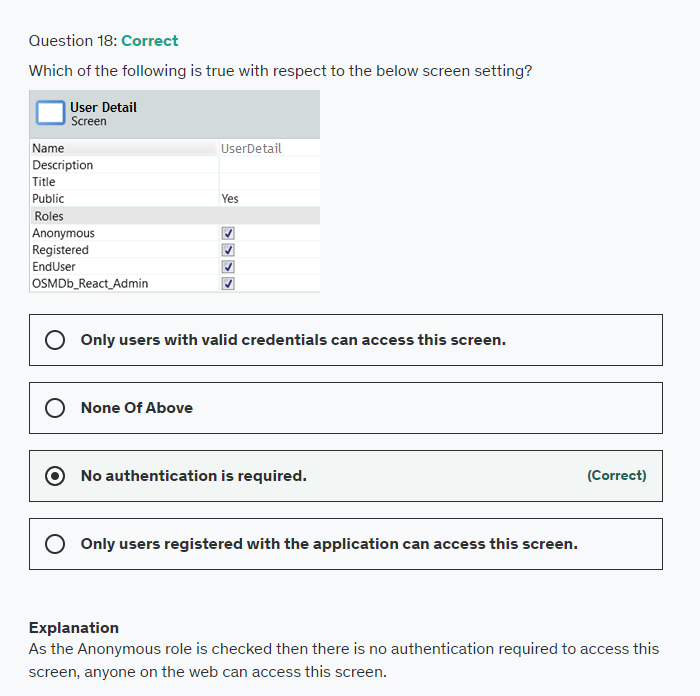 Question 18: Correct
Which of the following is true with respect to the below screen setting?
User Detail
Screen
Name UserDetail
Description
Title
Public Yes
Roles
Anonymous
Registered
EndUser
OSMDb_React_Admin
Only users with valid credentials can access this screen.
None Of Above
No authentication is required. (Correct)
Only users registered with the application can access this screen.
Explanation
As the Anonymous role is checked then there is no authentication required to access this
screen, anyone on the web can access this screen.